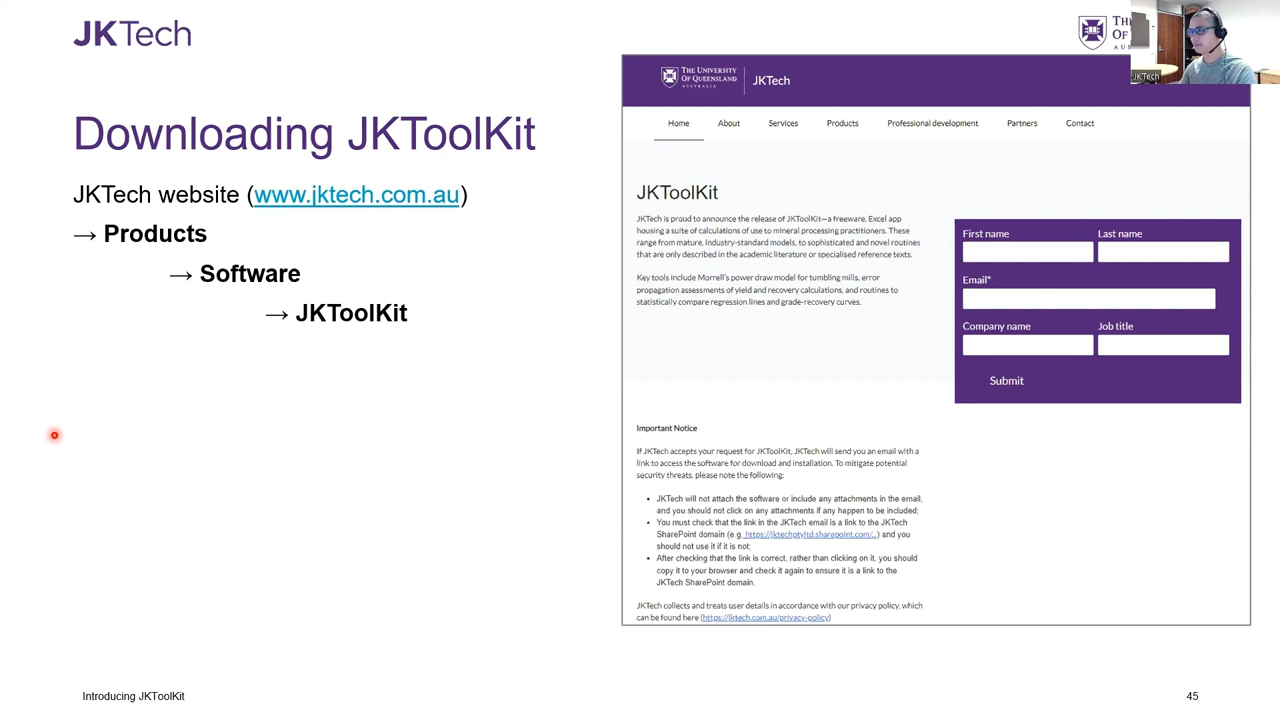 JKTech
Downloading JKToolKit
JKTech website (www.jktech.com.au)
→ Products
→ Software
→ JKToolKit
THE UNIVERSITY
OF QUEENSLAND
AUSTRALIA
JKTech
JKTech
Home About Services Products Professional development Partners Contact
JKToolKit
JKTech is proud to announce the release of JKToolKit—a freeware, Excel app
housing a suite of calculations of use to mineral processing practitioners. These
range from mature, industry-standard models, to sophisticated and novel routines
that are only described in the academic literature or specialised reference texts.
Key tools include Morrell's power draw model for tumbling mills, error
propagation assessments of yield and recovery calculations, and routines to
statistically compare regression lines and grade-recovery curves.
First name Last name
Email*
Company name Job title
Submit
Important Notice
If JKTech accepts your request for JKToolKit, JKTech will send you an email with a
link to access the software for download and installation. To mitigate potential
security threats, please note the following:
• JKTech will not attach the software or include any attachments in the email,
and you should not click on any attachments if any happen to be included;
• You must check that the link in the JKTech email is a link to the JKTech
SharePoint domain (e.g. https://jktechptyltd.sharepoint.com/...) and you
should not use it if it is not;
• After checking that the link is correct, rather than clicking on it, you should
copy it to your browser and check it again to ensure it is a link to the
JKTech SharePoint domain.
JKTech collects and treats user details in accordance with our privacy policy, which
can be found here (https://jktech.com.au/privacy-policy)
Introducing JKToolKit
45